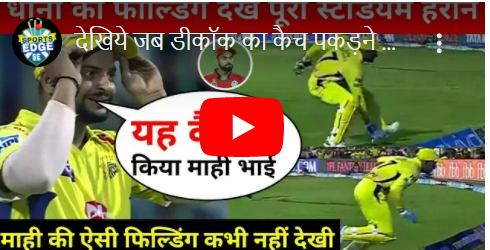 धोनी की फील्डिंग देख पूरा स्टेडियम हैरान
SPORTS
EDGE
देखिये जब डीकॉक का कैच पकड़ने ...
यह कै
किया माही भाई
माही की ऐसी फिल्डिंग कभी नहीं देखी